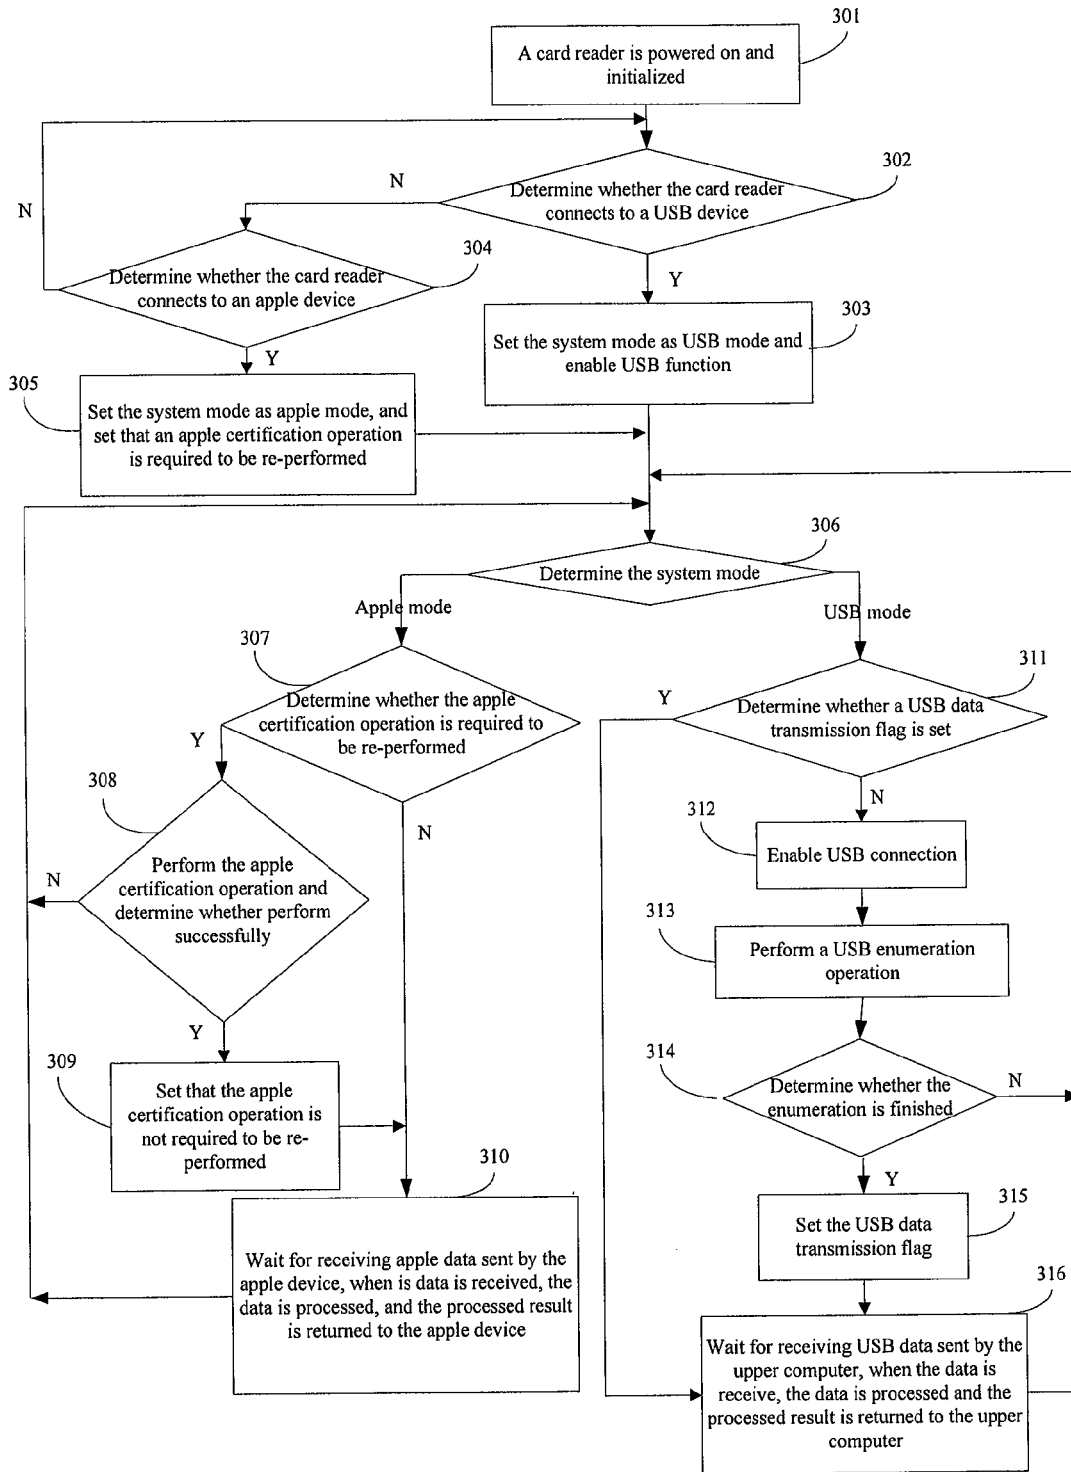 301
A card reader is powered on and
initialized
302
N
Determine whether the card reader
connects to a USB device
N
304
Determine whether the card reader
connects to an apple device
Y
303
Set the system mode as USB mode and
enable USB function
Y
305
Set the system mode as apple mode, and
set that an apple certification operation
is required to be re-performed
306
Determine the system mode
Apple mode
USB mode
307
Determine whether the apple
certification operation is required to
be re-performed
311
Y
Determine whether a USB data
transmission flag is set
Y
N
308
N
312
Enable USB connection
Perform the apple
certification operation and
determine whether perform
successfully
N
313
Perform a USB enumeration
operation
Y
314
Determine whether the
enumeration is finished
N
309
Set that the apple
certification operation is
not required to be re-
performed
310
Y
315
Set the USB data
transmission flag
Wait for receiving apple data sent by the
apple device, when is data is received, the
data is processed, and the processed result
is returned to the apple device
316
Wait for receiving USB data sent by the
upper computer, when the data is
receive, the data is processed and the
processed result is returned to the upper
computer